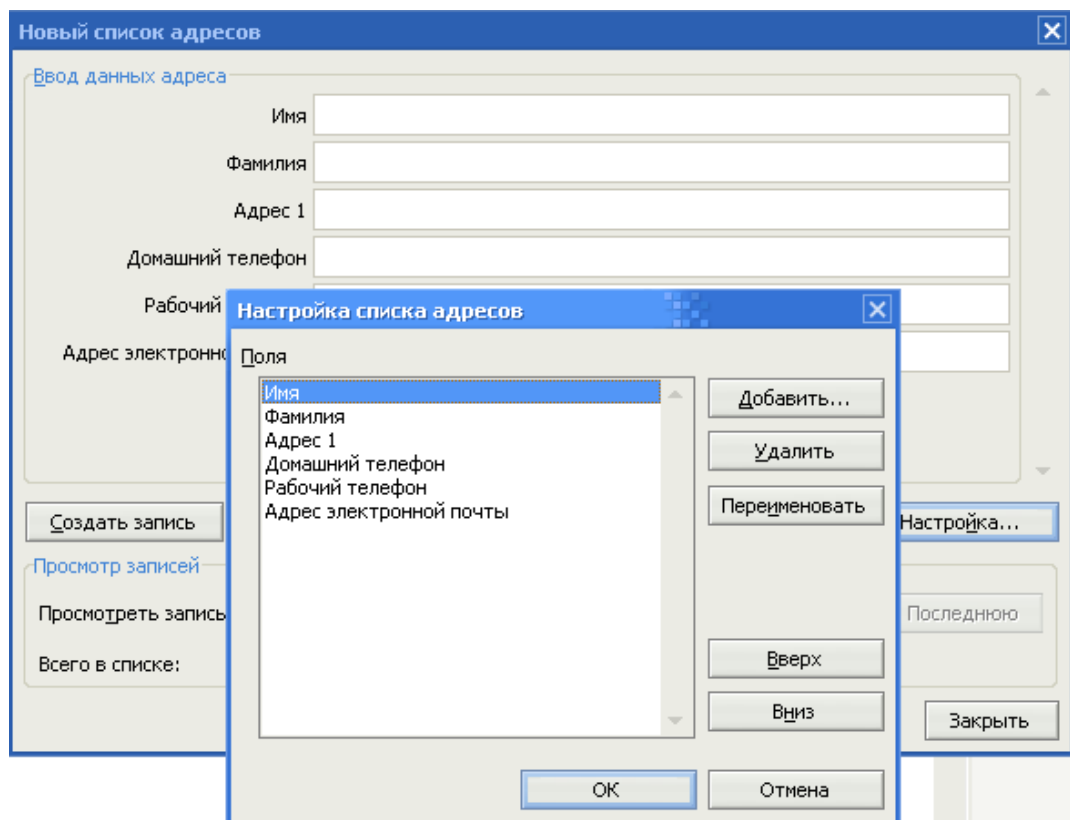 Новый список адресов
Ввод данных адреса
Имя
Фамилия
Адрес 1
Домашний телефон
Рабочий
Адрес электронно
Настройка списка адресов
Поля
Имя
Фамилия
Адрес 1
Домашний телефон
Рабочий телефон
Адрес электронной почты
Добавить...
Удалить
Переименовать
Вверх
Вниз
ОК
Отмена
Создать запись
Настройка...
Просмотр записей
Просмотреть запись
Последнюю
Всего в списке:
Закрыть